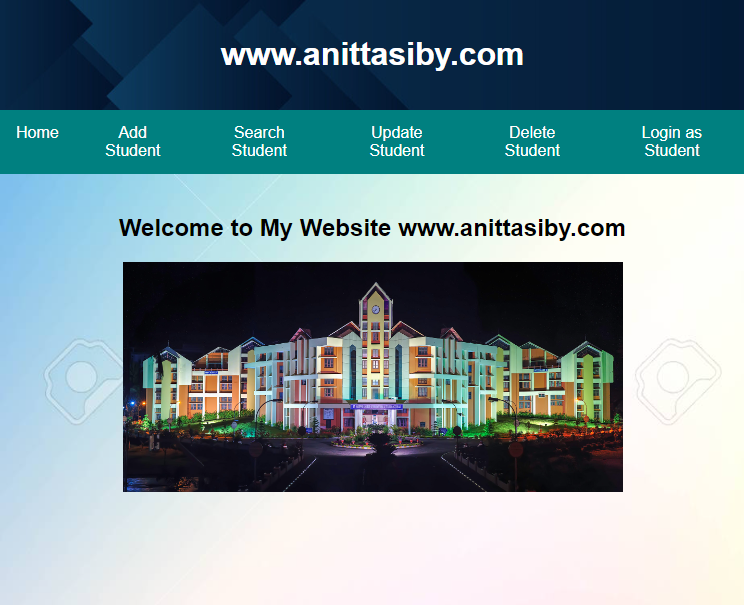 www.anittasiby.com
Home
Add
Student
Search
Student
Update
Student
Delete
Student
Login as
Student
Welcome to My Website www.anittasiby.com